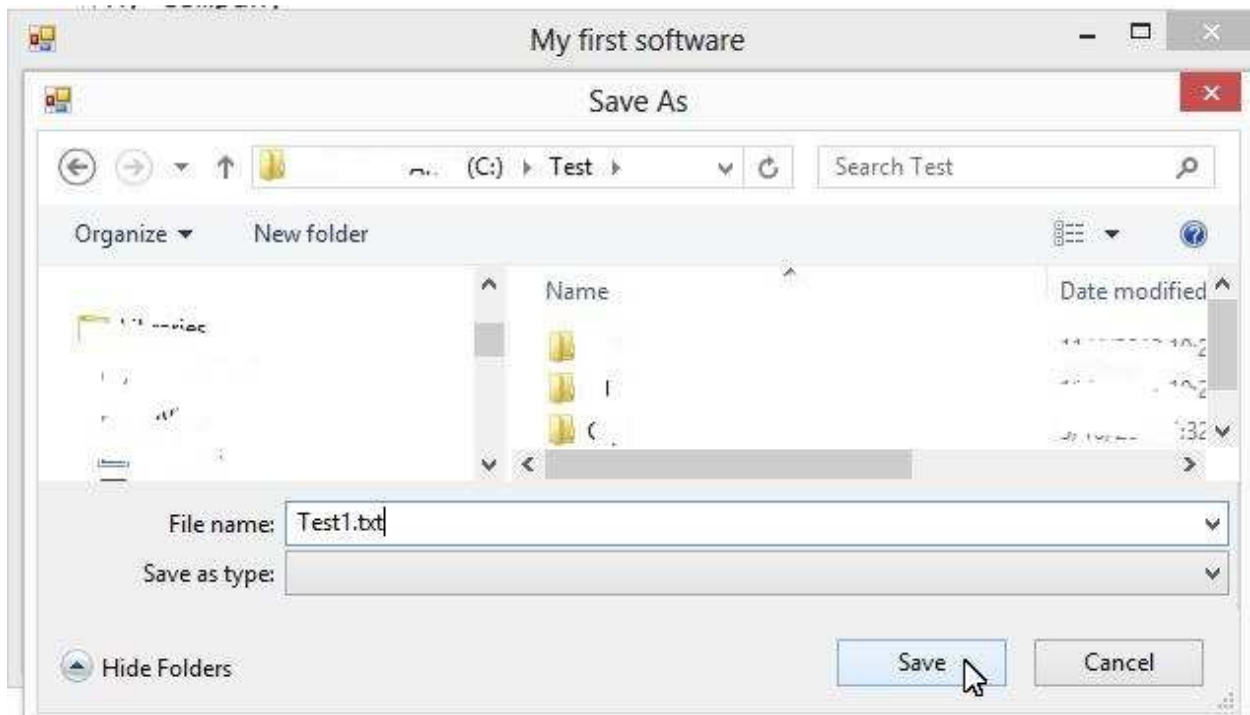 My first software
Save As
(C:) Test
Search Test
Organize
New folder
Name
Date modified
File name:
Test1.txt
Save as type:
Hide Folders
Save
Cancel